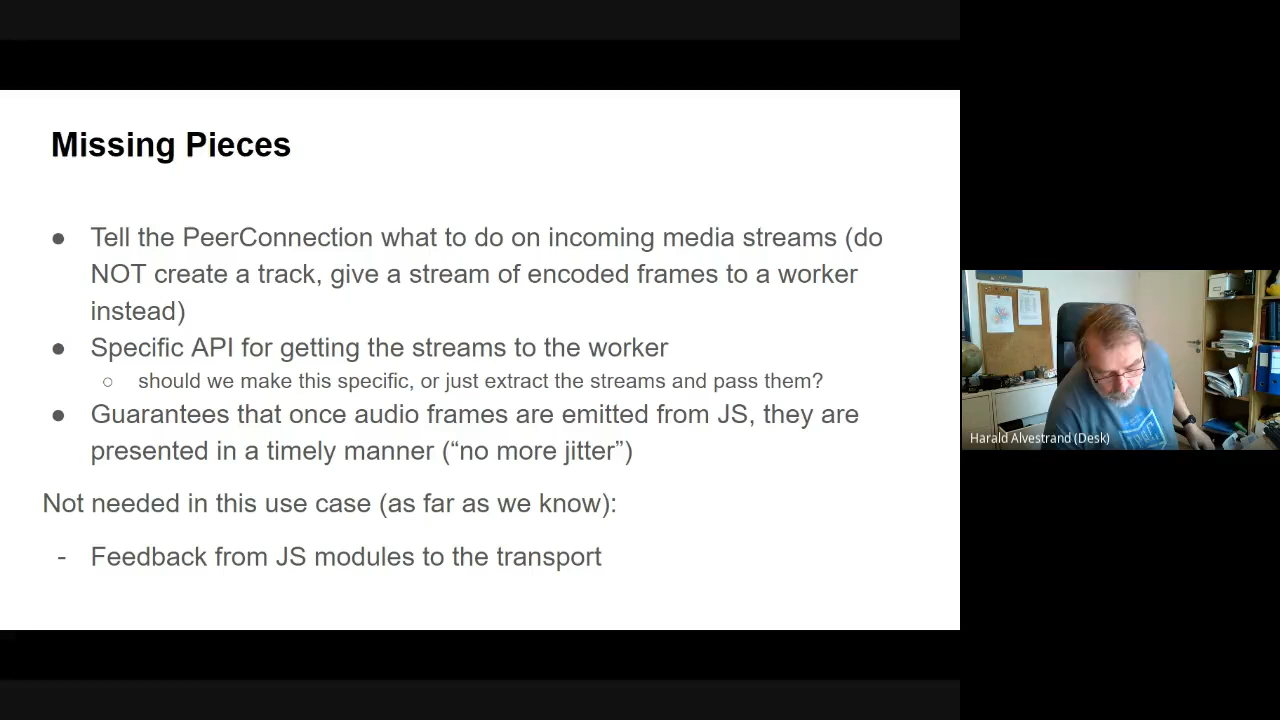 Missing Pieces
● Tell the PeerConnection what to do on incoming media streams (do
NOT create a track, give a stream of encoded frames to a worker
instead)
● Specific API for getting the streams to the worker
○ should we make this specific, or just extract the streams and pass them?
● Guarantees that once audio frames are emitted from JS, they are
presented in a timely manner (“no more jitter”)
Not needed in this use case (as far as we know):
- Feedback from JS modules to the transport
Harald Alvestrand (Desk)